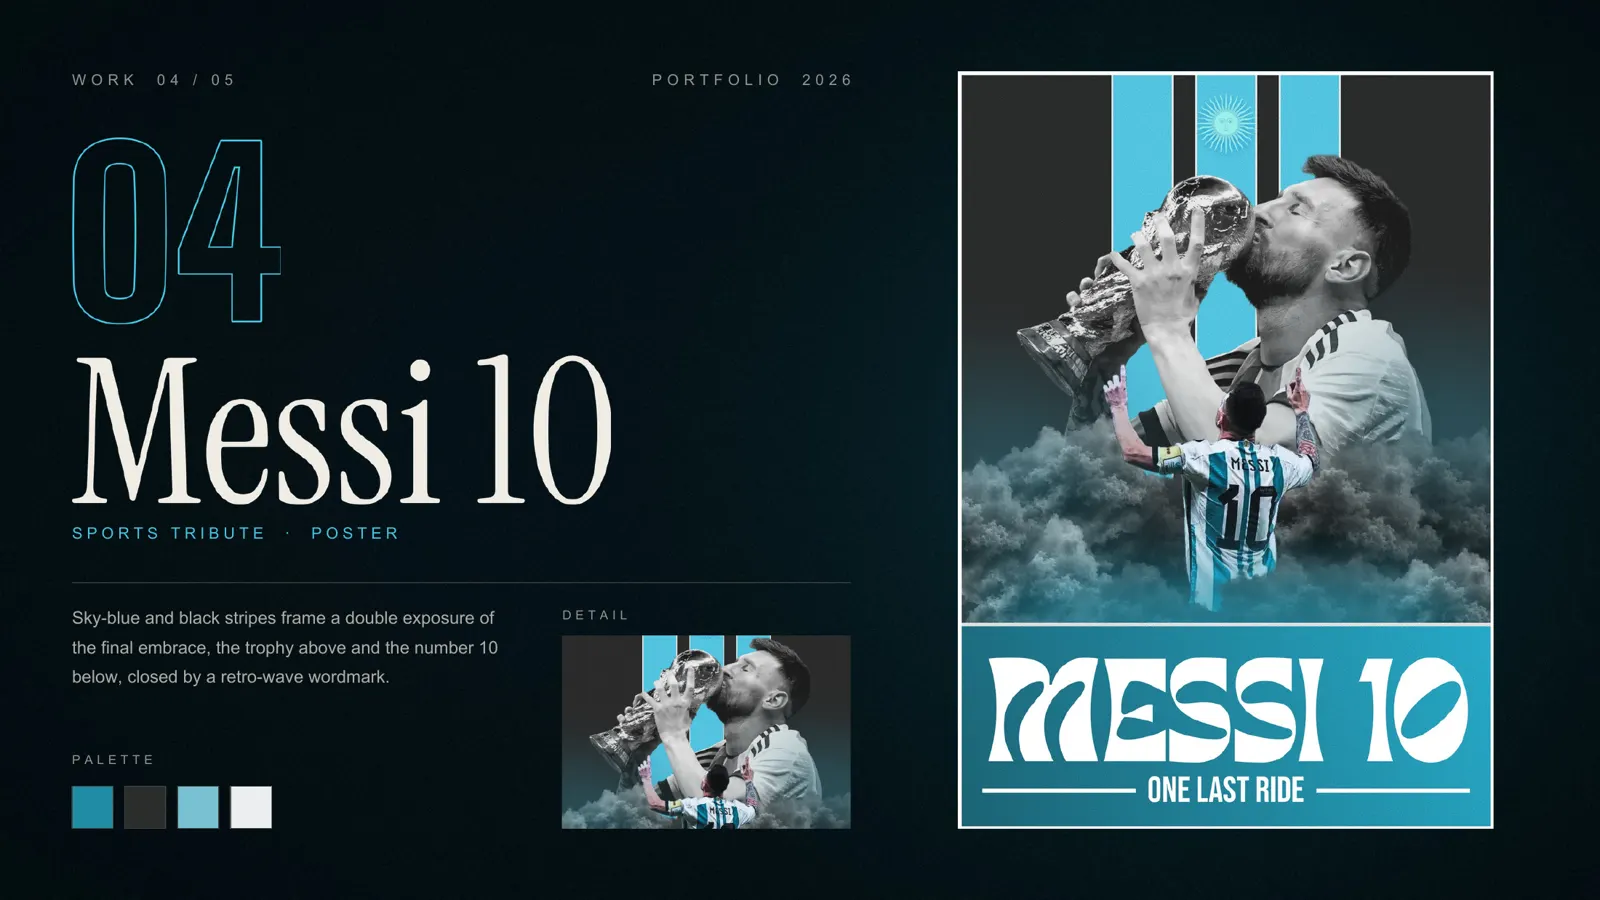 WORK 04 / 05
PORTFOLIO 2026
04
Messi 10
SPORTS TRIBUTE · POSTER
Sky-blue and black stripes frame a double exposure of
the final embrace, the trophy above and the number 10
below, closed by a retro-wave wordmark.
DETAIL
PALETTE
MESSI
10
MESSI 10
ONE LAST RIDE